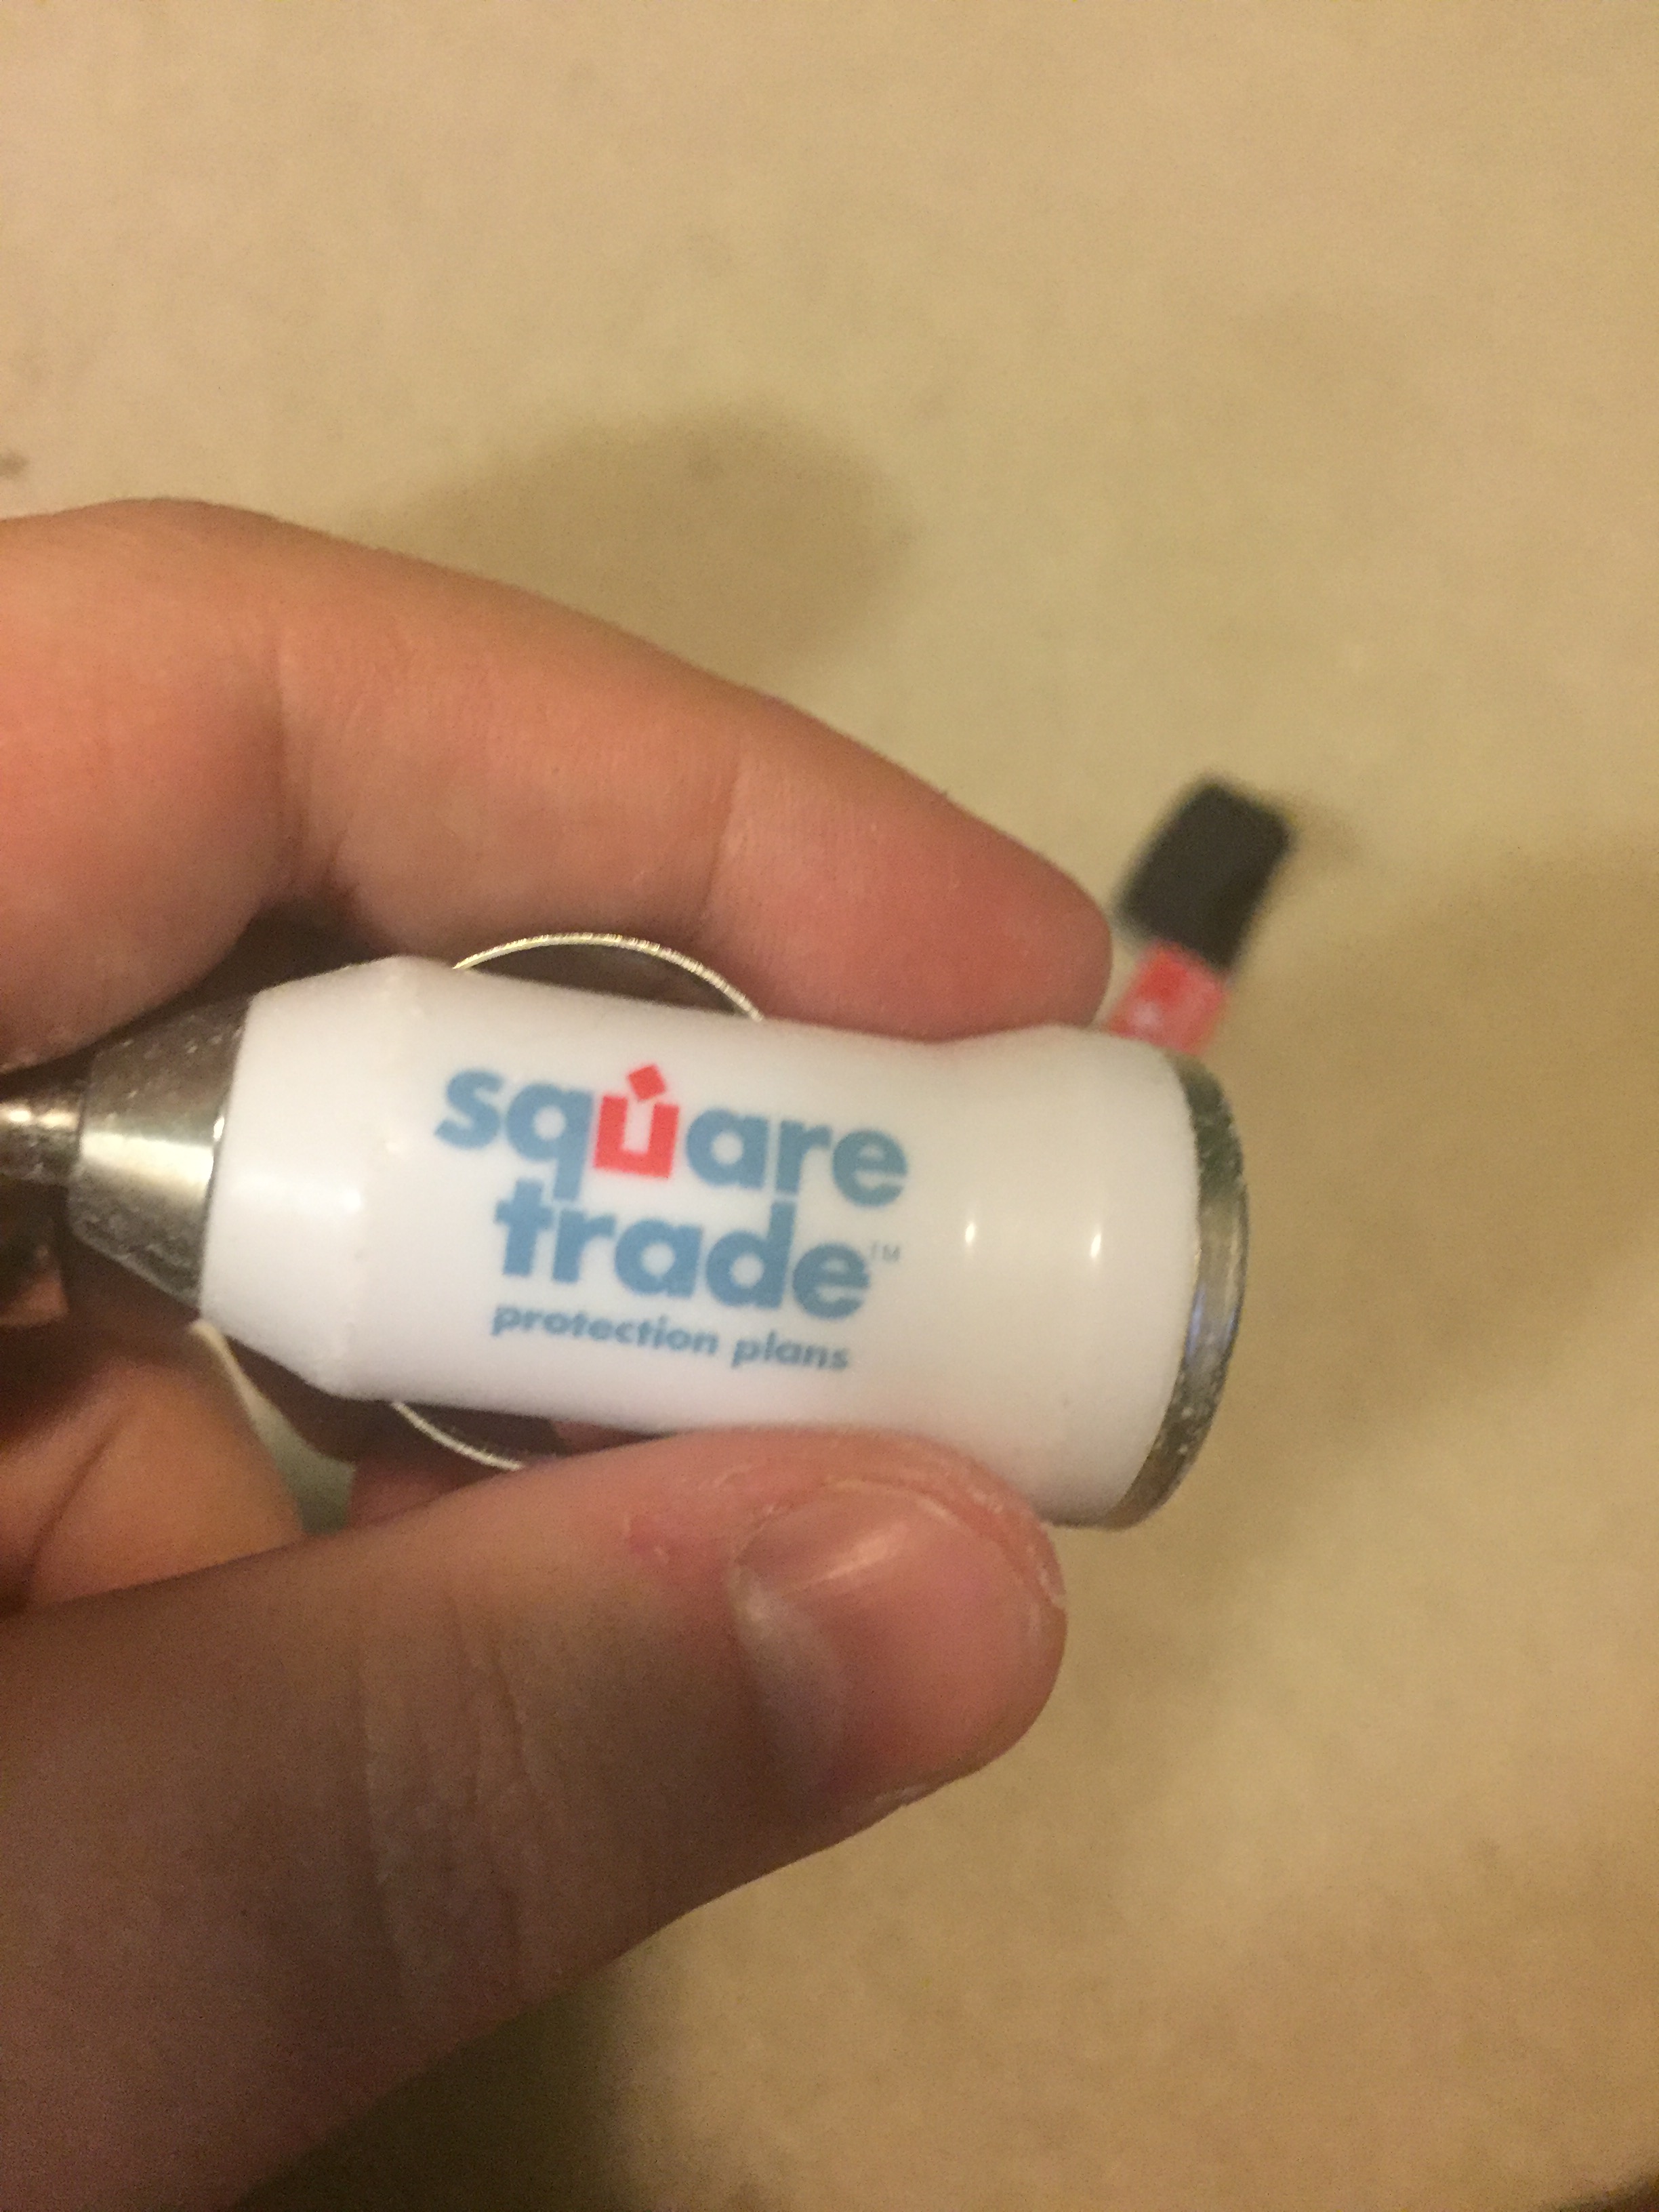 square
trade™
protection plans